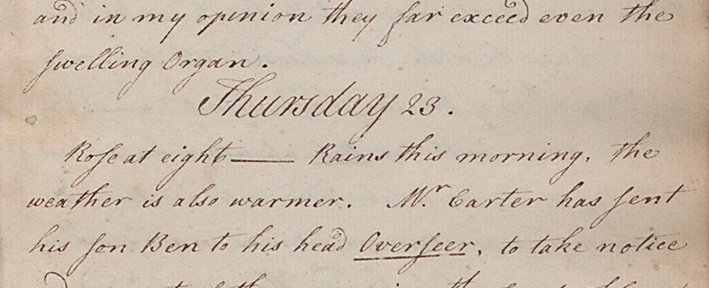 and in my opinion they far exceed even the
swelling Organ.
Thursday 23.
Rose at eight — Rains this morning, the
weather is also warmer. Mr. Carter has sent
his son Ben to his head Overseer, to take notice